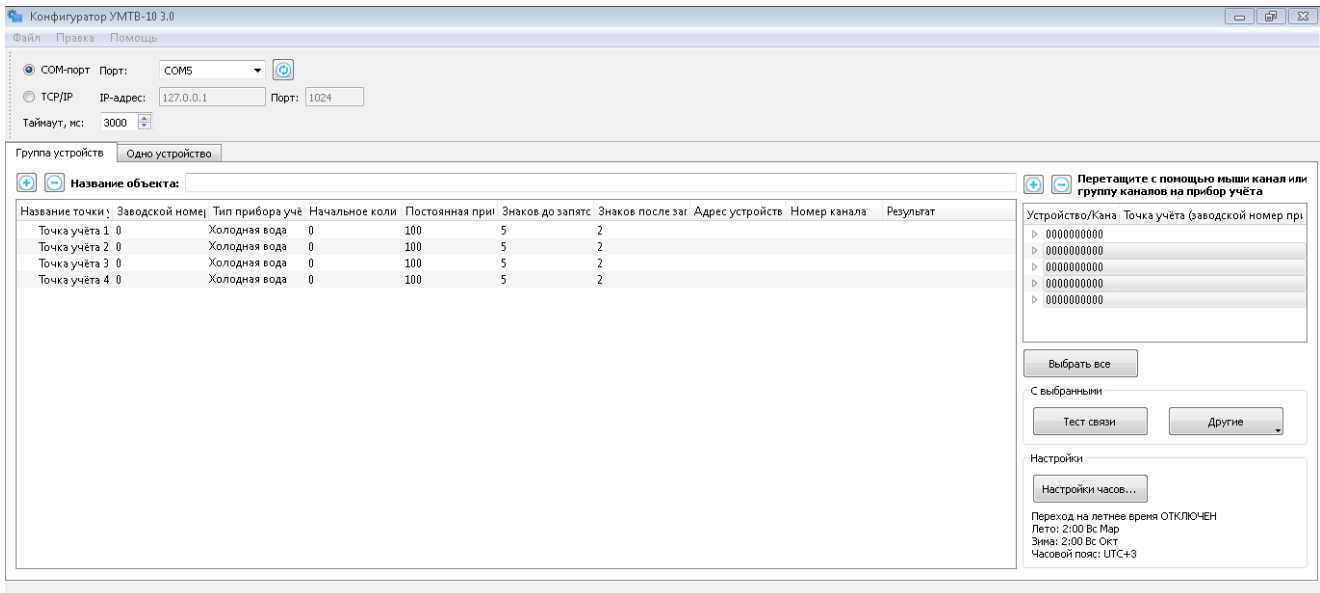 Конфигуратор УМТВ-10 3.0
Файл Правка Помощь
COM-порт Порт: COM5
TCP/IP IP-адрес: 127.0.0.1 Порт: 1024
Таймаут, мс: 3000
Группа устройств Одно устройство
Название объекта:
Перетащите с помощью мыши канал или
группу каналов на прибор учёта
Название точки у Заводской номер Тип прибора учё Начальное коли Постоянная при Знаков до запято Знаков после зап Адрес устройств Номер канала Результат
Точка учёта 1 0 Холодная вода 0 100 5 2
Точка учёта 2 0 Холодная вода 0 100 5 2
Точка учёта 3 0 Холодная вода 0 100 5 2
Точка учёта 4 0 Холодная вода 0 100 5 2
Устройство/Кана Точка учёта (заводской номер при
0000000000
0000000000
0000000000
0000000000
0000000000
Выбрать все
С выбранными
Тест связи Другие
Настройки
Настройки часов...
Переход на летнее время ОТКЛЮЧЕН
Лето: 2:00 Вс Мар
Зима: 2:00 Вс Окт
Часовой пояс: UTC+3